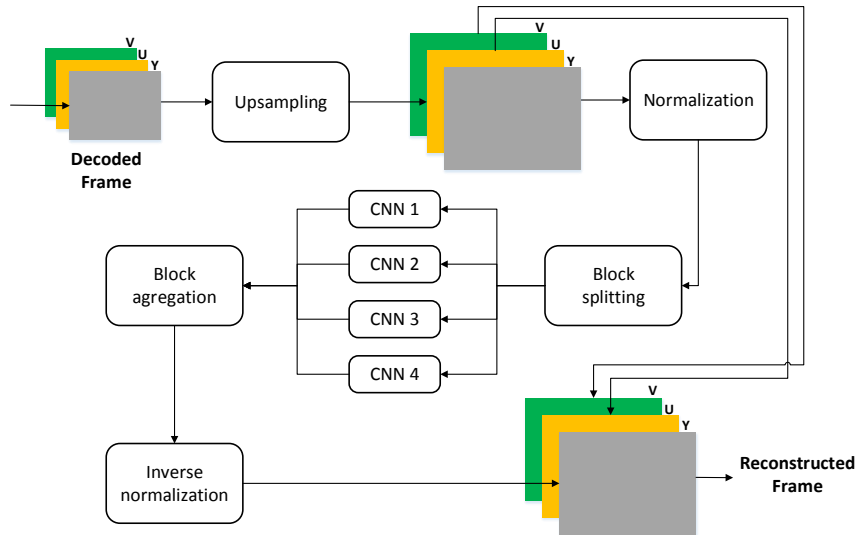 V
U
Y
Decoded
Frame
Upsampling
V
U
Y
Normalization
CNN 1
CNN 2
CNN 3
CNN 4
Block
agregation
Block
splitting
Inverse
normalization
V
U
Y
Reconstructed
Frame